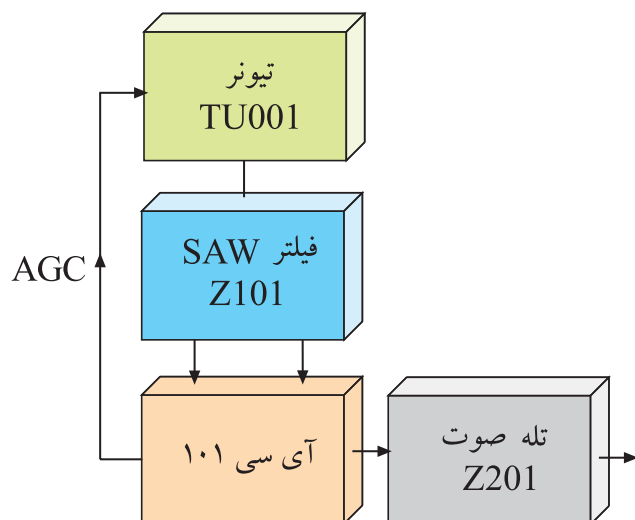 تیونر
TU001
فیلتر SAW
Z101
AGC
آی سی ۱۰۱
تله صوت
Z201